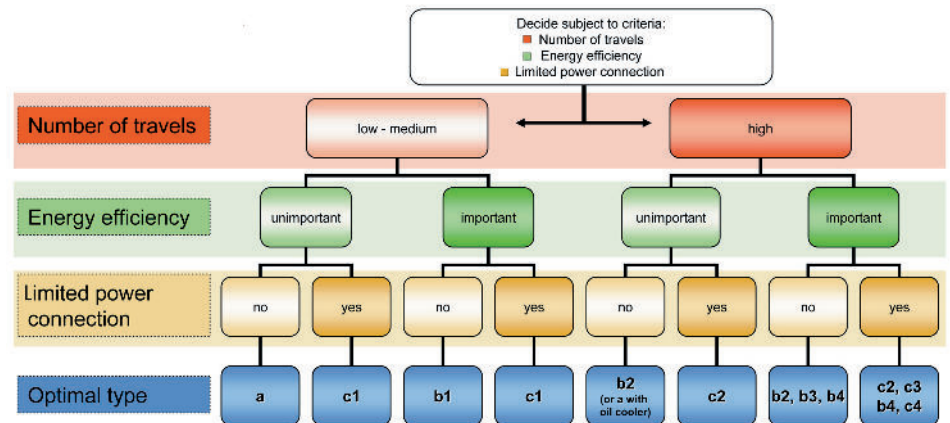 Decide subject to criteria:
Number of travels
Energy efficiency
Limited power connection
Number of travels
low - medium
high
Energy efficiency
unimportant
important
unimportant
important
Limited power
connection
no
yes
no
yes
no
yes
no
yes
Optimal type
a
c1
b1
c1
b2
(or a with
oil cooler)
c2
b2, b3, b4
c2, c3
b4, c4